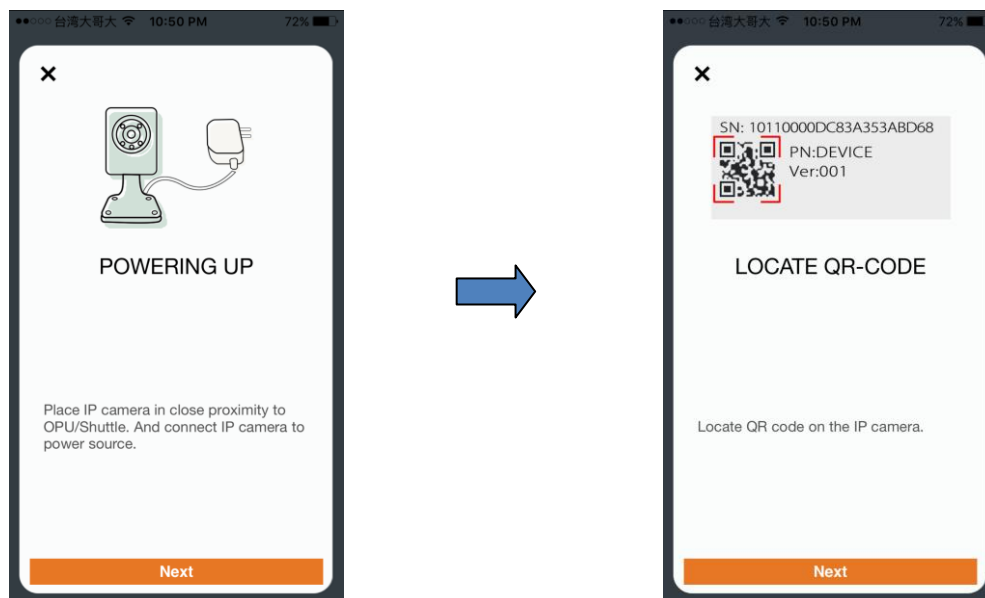 台湾大哥大 10:50 PM 72%
POWERING UP
Place IP camera in close proximity to
OPU/Shuttle. And connect IP camera to
power source.
Next
台湾大哥大 10:50 PM 72%
SN: 10110000DC83A353ABD68
PN:DEVICE
Ver:001
LOCATE QR-CODE
Locate QR code on the IP camera.
Next